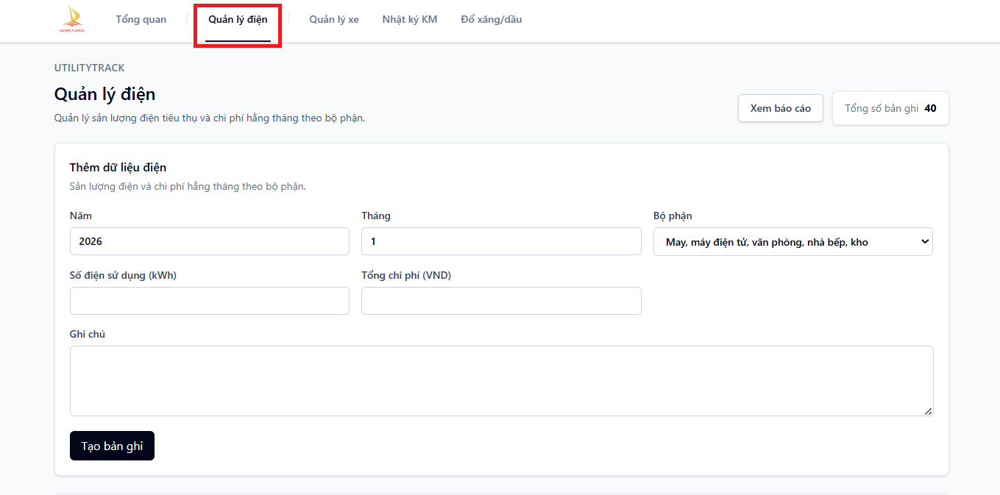 ULTRA FORCE
Tổng quan
Quản lý điện
Quản lý xe
Nhật ký KM
Đổ xăng/dầu
UTILITYTRACK
Quản lý điện
Quản lý sản lượng điện tiêu thụ và chi phí hằng tháng theo bộ phận.
Xem báo cáo
Tổng số bản ghi 40
Thêm dữ liệu điện
Sản lượng điện và chi phí hằng tháng theo bộ phận.
Năm
Tháng
Bộ phận
2026
1
May, máy điện tử, văn phòng, nhà bếp, kho
Số điện sử dụng (kWh)
Tổng chi phí (VND)
Ghi chú
Tạo bản ghi